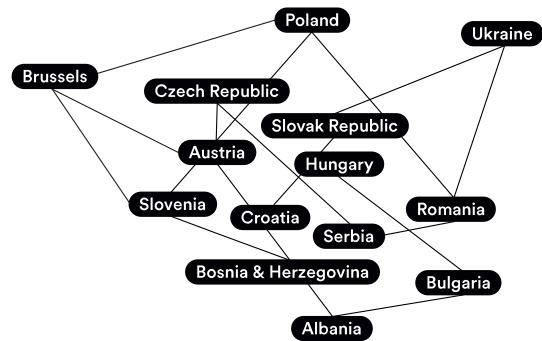 Poland
Ukraine
Brussels
Czech Republic
Slovak Republic
Austria
Hungary
Slovenia
Croatia
Romania
Serbia
Bosnia & Herzegovina
Bulgaria
Albania